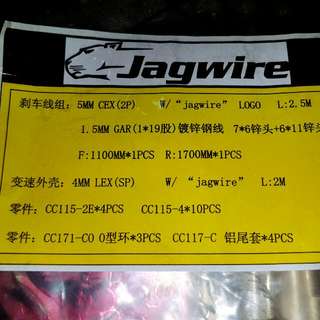 Jagwire
刹车线组: 5MM CEX(2P) W/“jagwire” LOGO L:2.5M
1.5MM GAR(1*19股)镀锌钢线 7*6锌头+6*11锌头
F:1100MM*1PCS R:1700MM*1PCS
变速外壳: 4MM LEX(SP) W/ “jagwire” L:2M
零件: CC115-2E*4PCS CC115-4*10PCS
零件: CC171-CO O型环*3PCS CC117-C 铝尾套*4PCS